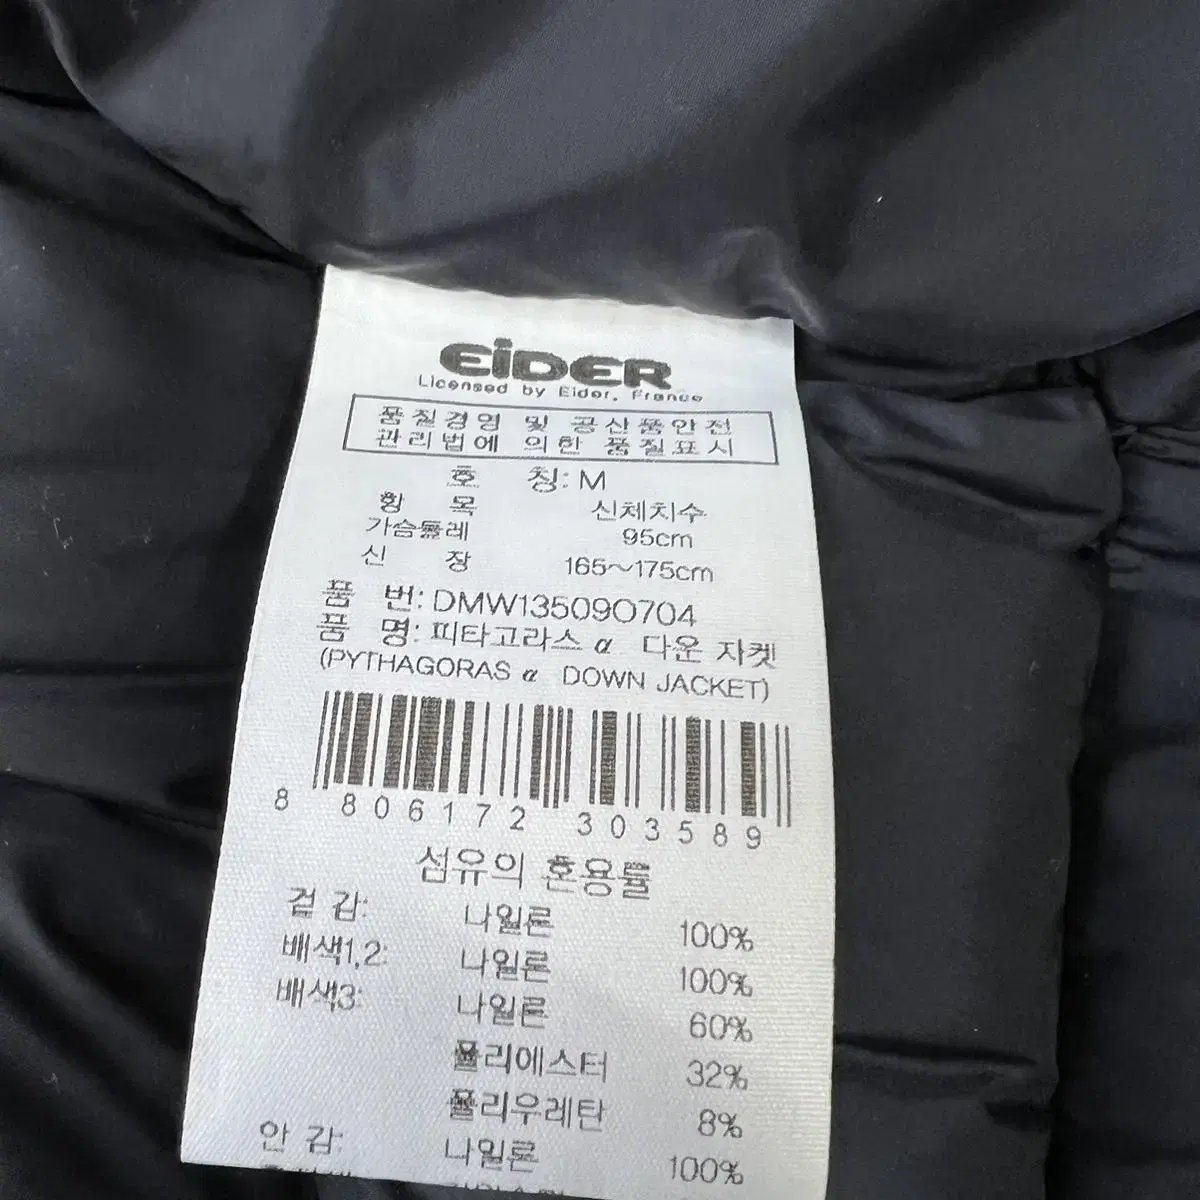 EiDER
Licensed by Eider, France
품질경영 및 공산품안전
관리법에 의한 품질표시
호 칭: M
항 목 신체치수
가슴둘레 95cm
신 장 165~175cm
품 번: DMW13509O704
품 명: 피타고라스 α 다운 자켓
(PYTHAGORAS α DOWN JACKET)
8 806172 303589
섬유의 혼용률
겉 감: 나일론 100%
배색1,2: 나일론 100%
배색3: 나일론 60%
폴리에스터 32%
폴리우레탄 8%
안 감: 나일론 100%